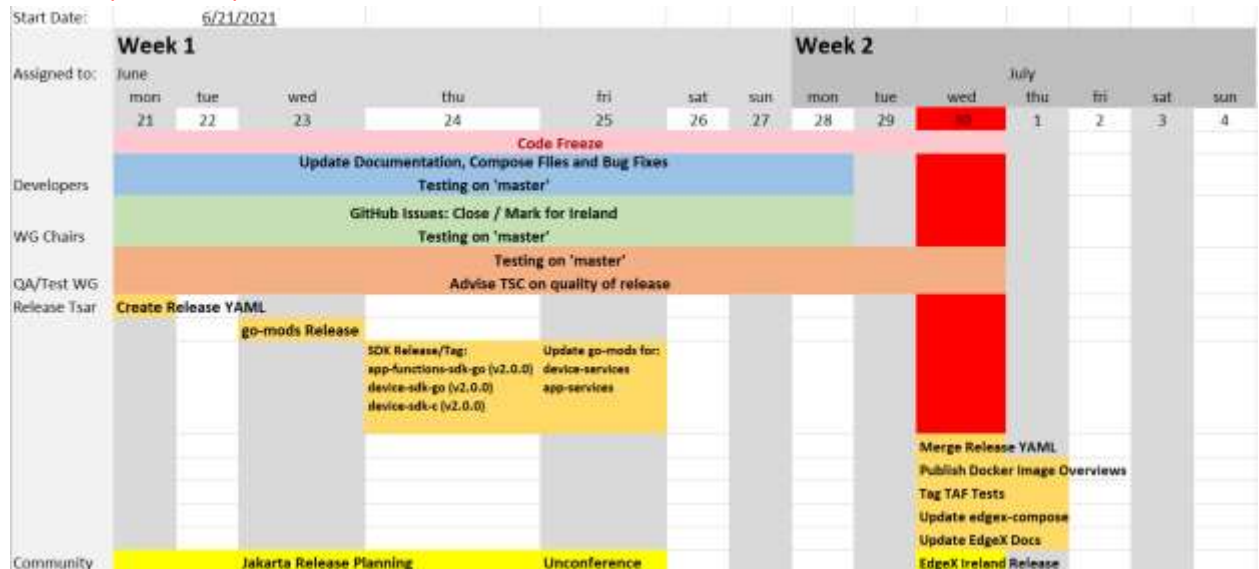 Start Date: 6/21/2021
Week 1 Week 2
Assigned to: June July
mon tue wed thu fri sat sun mon tue wed thu fri sat sun
21 22 23 24 25 26 27 28 29 30 1 2 3 4
Code Freeze
Update Documentation, Compose Files and Bug Fixes
Developers Testing on 'master'
GitHub Issues: Close / Mark for Ireland
WG Chairs Testing on 'master'
Testing on 'master'
QA/Test WG Advise TSC on quality of release
Release Tsar Create Release YAML
go-mods Release
SDK Release/Tag: Update go-mods for:
app-functions-sdk-go (v2.0.0) device-services
device-sdk-go (v2.0.0) app-services
device-sdk-c (v2.0.0)
Merge Release YAML
Publish Docker Image Overviews
Tag TAF Tests
Update edgex-compose
Update EdgeX Docs
Community Jakarta Release Planning Unconference EdgeX Ireland Release